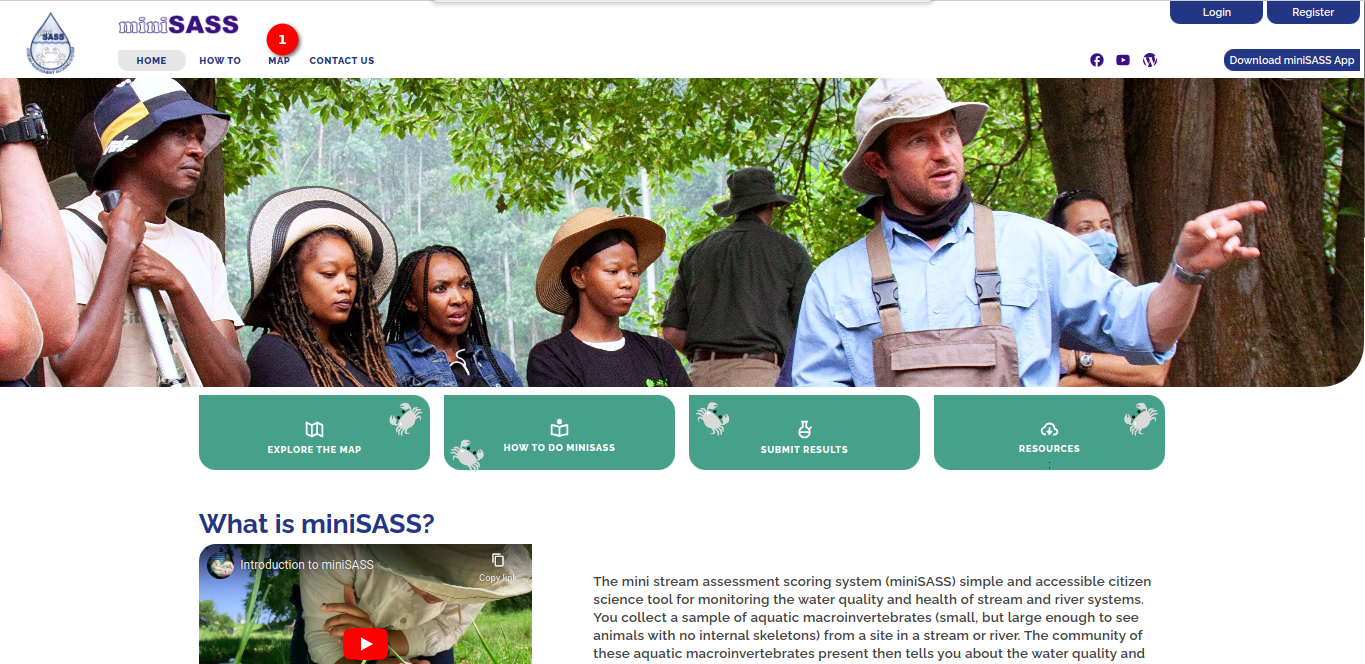 SASS
miniSASS
1
HOME
HOW TO
MAP
CONTACT US
Login
Register
Download miniSASS App
EXPLORE THE MAP
HOW TO DO MINISASS
SUBMIT RESULTS
RESOURCES
What is miniSASS?
Introduction to miniSASS
Copy link
The mini stream assessment scoring system (miniSASS) simple and accessible citizen
science tool for monitoring the water quality and health of stream and river systems.
You collect a sample of aquatic macroinvertebrates (small, but large enough to see
animals with no internal skeletons) from a site in a stream or river. The community of
these aquatic macroinvertebrates present then tells you about the water quality and